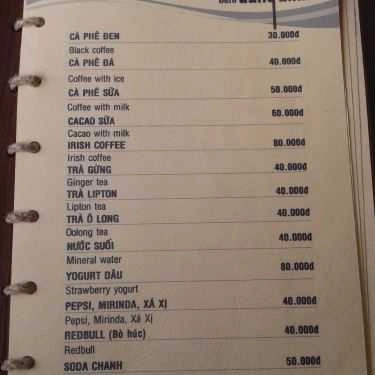 CÀ PHÊ ĐEN 30.000đ
Black coffee
CÀ PHÊ ĐÁ 40.000đ
Coffee with ice
CÀ PHÊ SỮA 50.000đ
Coffee with milk
CACAO SỮA 60.000đ
Cacao with milk
IRISH COFFEE 80.000đ
Irish coffee
TRÀ GỪNG 40.000đ
Ginger tea
TRÀ LIPTON 40.000đ
Lipton tea
TRÀ Ô LONG 40.000đ
Oolong tea
NƯỚC SUỐI 40.000đ
Mineral water
YOGURT DÂU 80.000đ
Strawberry yogurt
PEPSI, MIRINDA, XÁ XỊ 40.000đ
Pepsi, Mirinda, Xá Xị
REDBULL (Bò húc) 40.000đ
Redbull
SODA CHANH 50.000đ